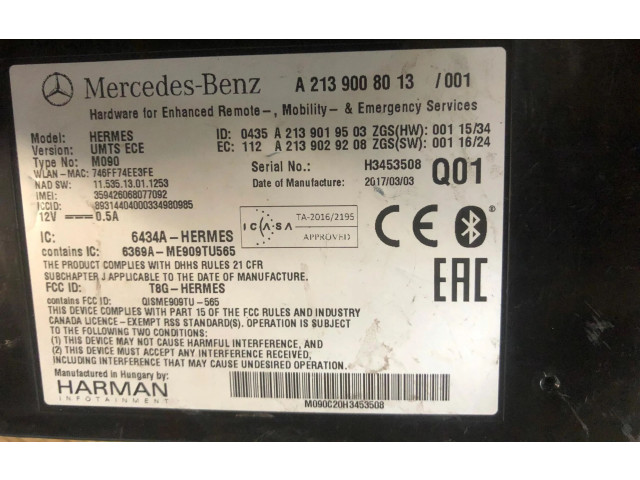 Mercedes-Benz A 213 900 80 13 /001
Hardware for Enhanced Remote-, Mobility- & Emergency Services
Model: HERMES ID: 0435 A 213 901 95 03 ZGS(HW): 001 15/34
Version: UMTS ECE EC: 112 A 213 902 92 08 ZGS(SW): 001 16/24
Type No: M090 Serial No.: H3453508 Q01
WLAN-MAC: 746FF74EE3FE Date of Manufacture: 2017/03/03
NAD SW: 11.535.13.01.1253
IMEI: 359426068077092
ICCID: 89314404000334980985
12V 0.5A
ICASA TA-2016/2195
APPROVED
CE
EAC
IC: 6434A-HERMES
contains IC: 6369A-ME909TU565
THE PRODUCT COMPLIES WITH DHHS RULES 21 CFR
SUBCHAPTER J APPLICABLE AT DATE OF MANUFACTURE.
FCC ID: T8G-HERMES
contains FCC ID: QISME909TU-565
THIS DEVICE COMPLIES WITH PART 15 OF THE FCC RULES AND INDUSTRY
CANADA LICENCE-EXEMPT RSS STANDARD(S). OPERATION IS SUBJECT TO
THE FOLLOWING TWO CONDITIONS:
(1) THIS DEVICE MAY NOT CAUSE HARMFUL INTERFERENCE, AND
(2) THIS DEVICE MUST ACCEPT ANY INTERFERENCE RECEIVED,
INCLUDING INTERFERENCE THAT MAY CAUSE UNDESIRED OPERATION.
Manufactured in Hungary by:
HARMAN
INFOTAINMENT
M090C20H3453508